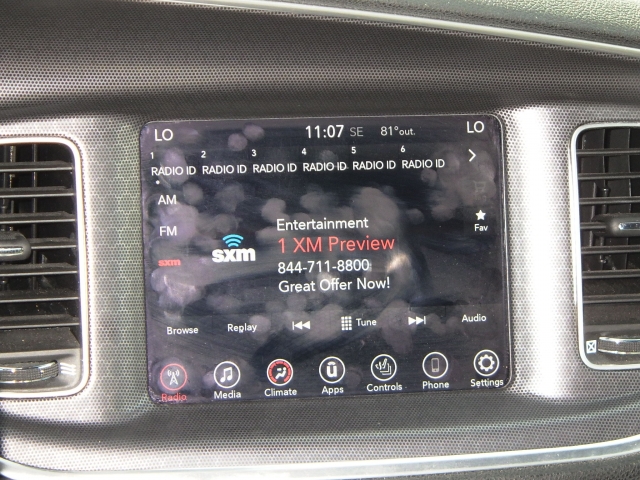 LO 11:07 SE 81°out. LO
1 2 3 4 5 6
RADIO ID RADIO ID RADIO ID RADIO ID RADIO ID RADIO ID
AM
FM
sxm
sxm
Entertainment
1 XM Preview
844-711-8800
Great Offer Now!
Fav
Browse Replay Tune Audio
Radio Media Climate Apps Controls Phone Settings